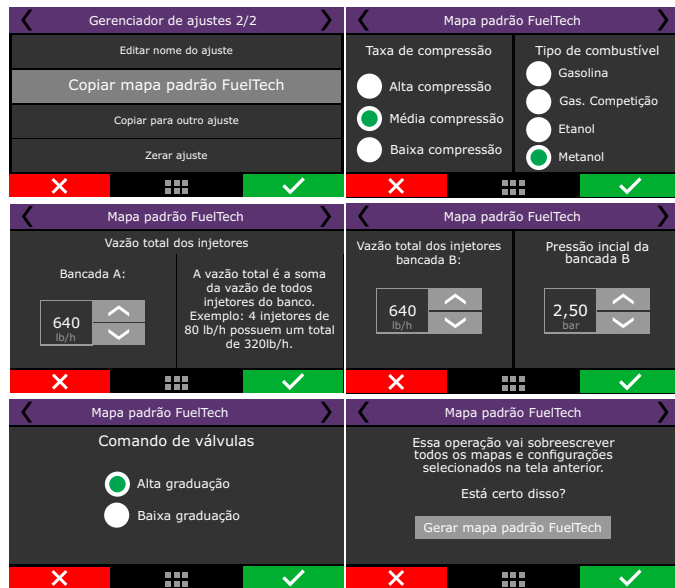 Gerenciador de ajustes 2/2
Editar nome do ajuste
Copiar mapa padrão FuelTech
Copiar para outro ajuste
Zerar ajuste
Mapa padrão FuelTech
Taxa de compressão
Alta compressão
Média compressão
Baixa compressão
Tipo de combustível
Gasolina
Gas. Competição
Etanol
Metanol
Mapa padrão FuelTech
Vazão total dos injetores
Bancada A:
640
lb/h
A vazão total é a soma
da vazão de todos
injetores do banco.
Exemplo: 4 injetores de
80 lb/h possuem um total
de 320lb/h.
Mapa padrão FuelTech
Vazão total dos injetores
bancada B:
640
lb/h
Pressão incial da
bancada B
2,50
bar
Mapa padrão FuelTech
Comando de válvulas
Alta graduação
Baixa graduação
Mapa padrão FuelTech
Essa operação vai sobreescrever
todos os mapas e configurações
selecionados na tela anterior.
Está certo disso?
Gerar mapa padrão FuelTech